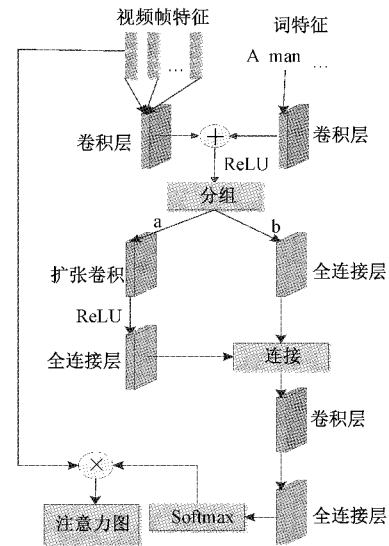 视频帧特征
词特征
A man ...
...
卷积层
+
卷积层
ReLU
分组
a
b
扩张卷积
全连接层
ReLU
全连接层
连接
卷积层
×
全连接层
注意力图
Softmax